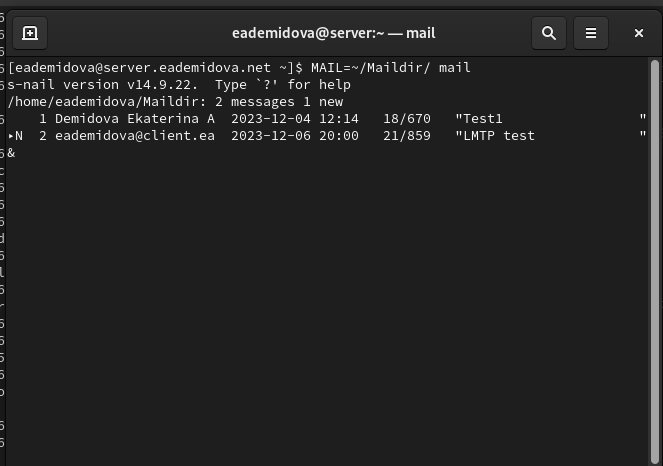 eademidova@server:~ — mail
[eademidova@server.eademidova.net ~]$ MAIL=~/Maildir/ mail
s-nail version v14.9.22.  Type `?' for help
/home/eademidova/Maildir: 2 messages 1 new
    1 Demidova Ekaterina A  2023-12-04 12:14   18/670   "Test1                 "
▸N  2 eademidova@client.ea  2023-12-06 20:00   21/859   "LMTP test             "
&